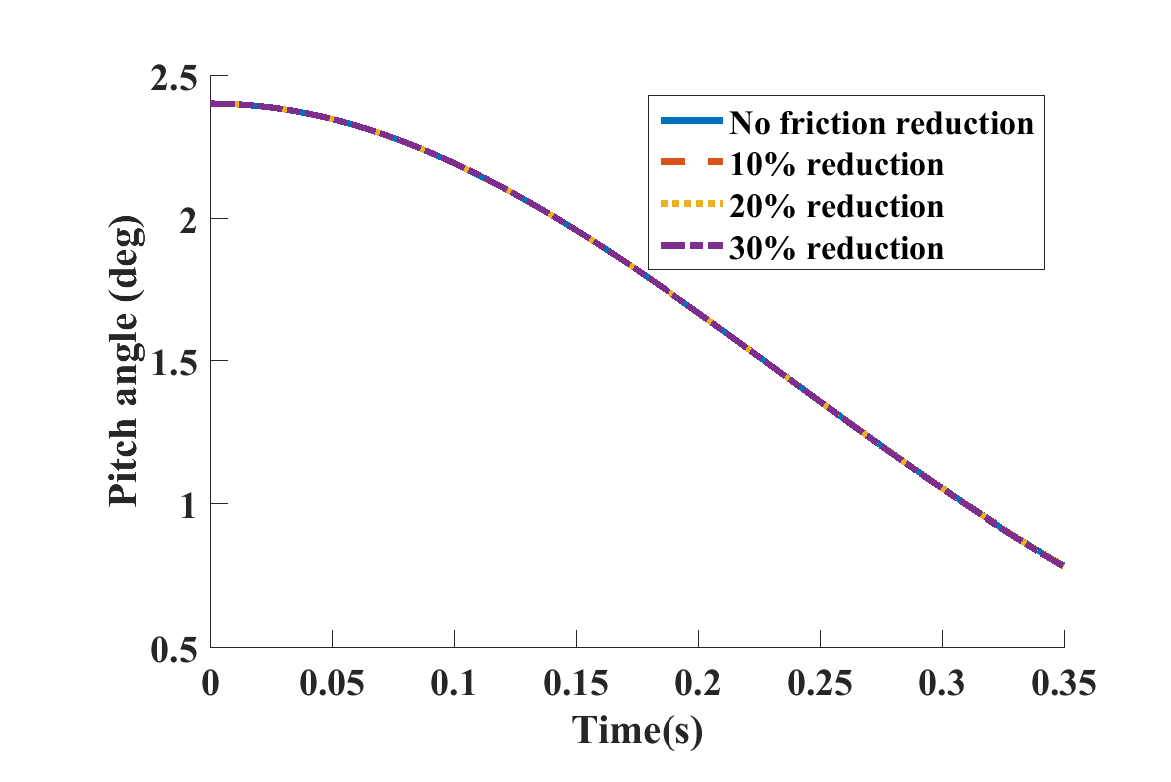 2.5
2
1.5
1
0.5
Pitch angle (deg)
No friction reduction
10% reduction
20% reduction
30% reduction
0 0.05 0.1 0.15 0.2 0.25 0.3 0.35
Time(s)